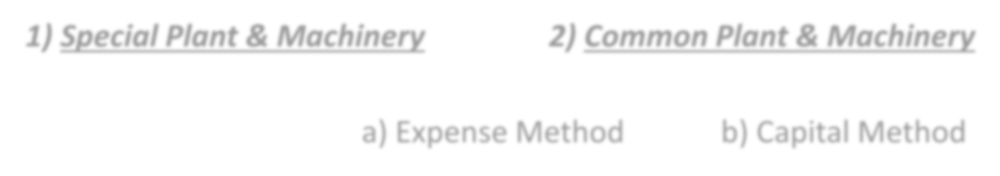 1) Special Plant & Machinery 2) Common Plant & Machinery
a) Expense Method b) Capital Method